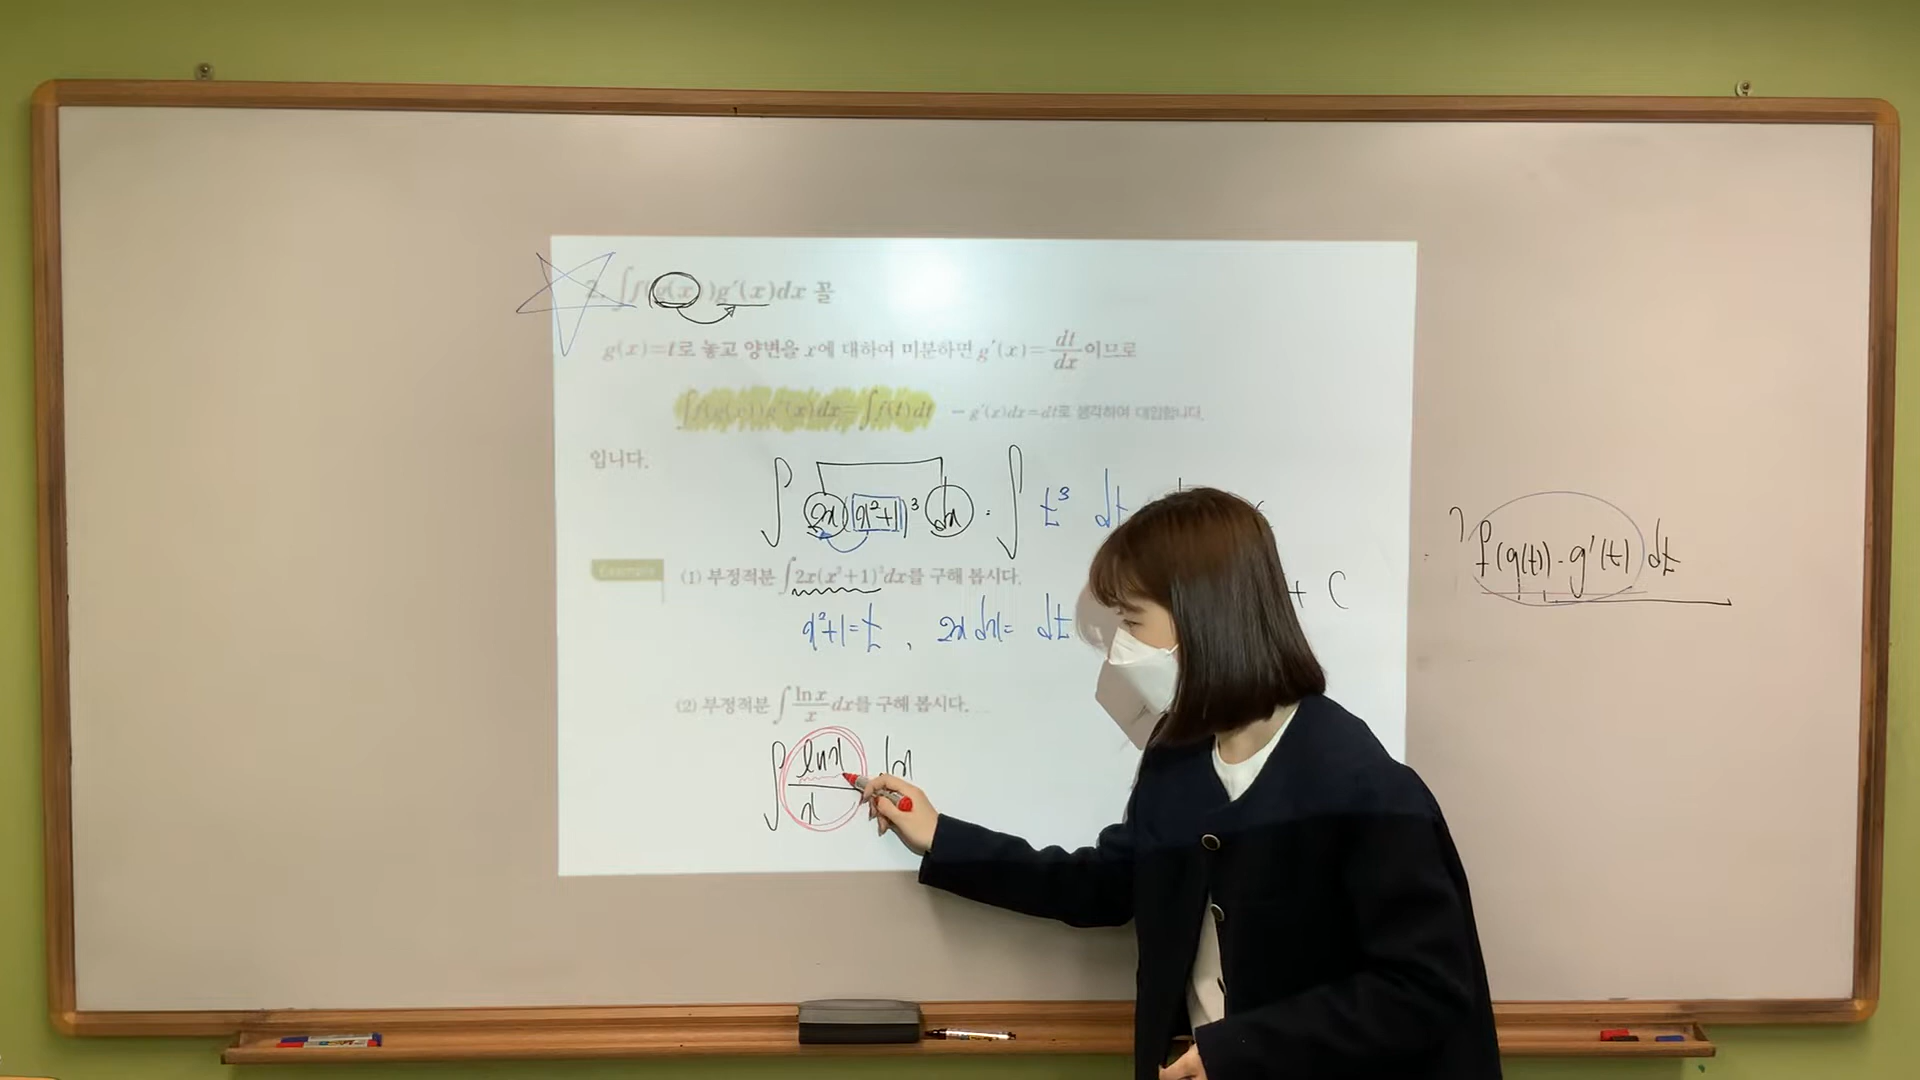 2. ∫f(g(x))g′(x)dx 꼴
g(x)=t로 놓고 양변을 x에 대하여 미분하면 g′(x)=dt/dx이므로
∫f(g(x))g′(x)dx=∫f(t)dt ← g′(x)dx=dt로 생각하여 대입합니다.
입니다.
∫ 2x(x²+1)³ dx = ∫ t³ dt
Example (1) 부정적분 ∫2x(x²+1)³dx를 구해 봅시다.
+ C
x²+1=t, 2x dx= dt
(2) 부정적분 ∫ln x/x dx를 구해 봅시다.
∫ lnx/x dx
f(g(t))·g′(t) dt